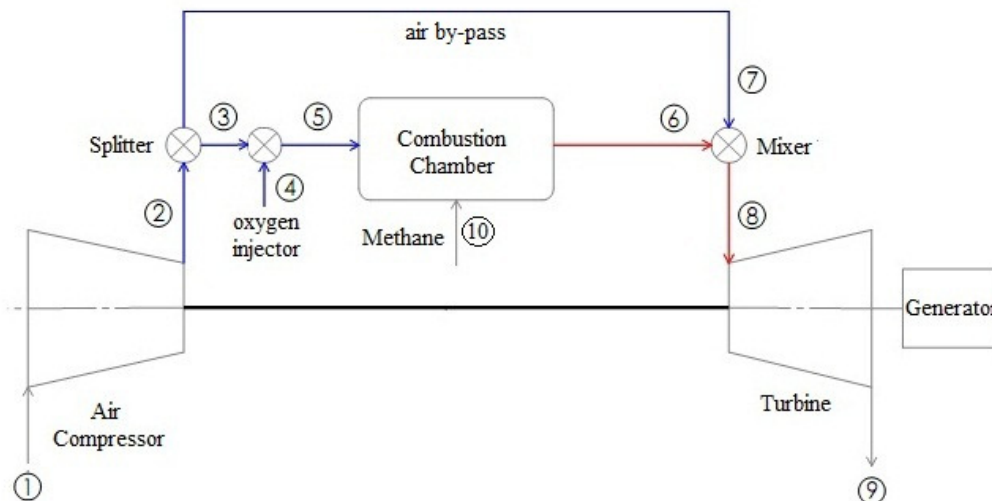 air by-pass
⑦
③
⑤
⑥
Splitter
Combustion
Chamber
Mixer
④
②
oxygen
injector
Methane
⑩
⑧
Generator
Air
Compressor
Turbine
①
⑨